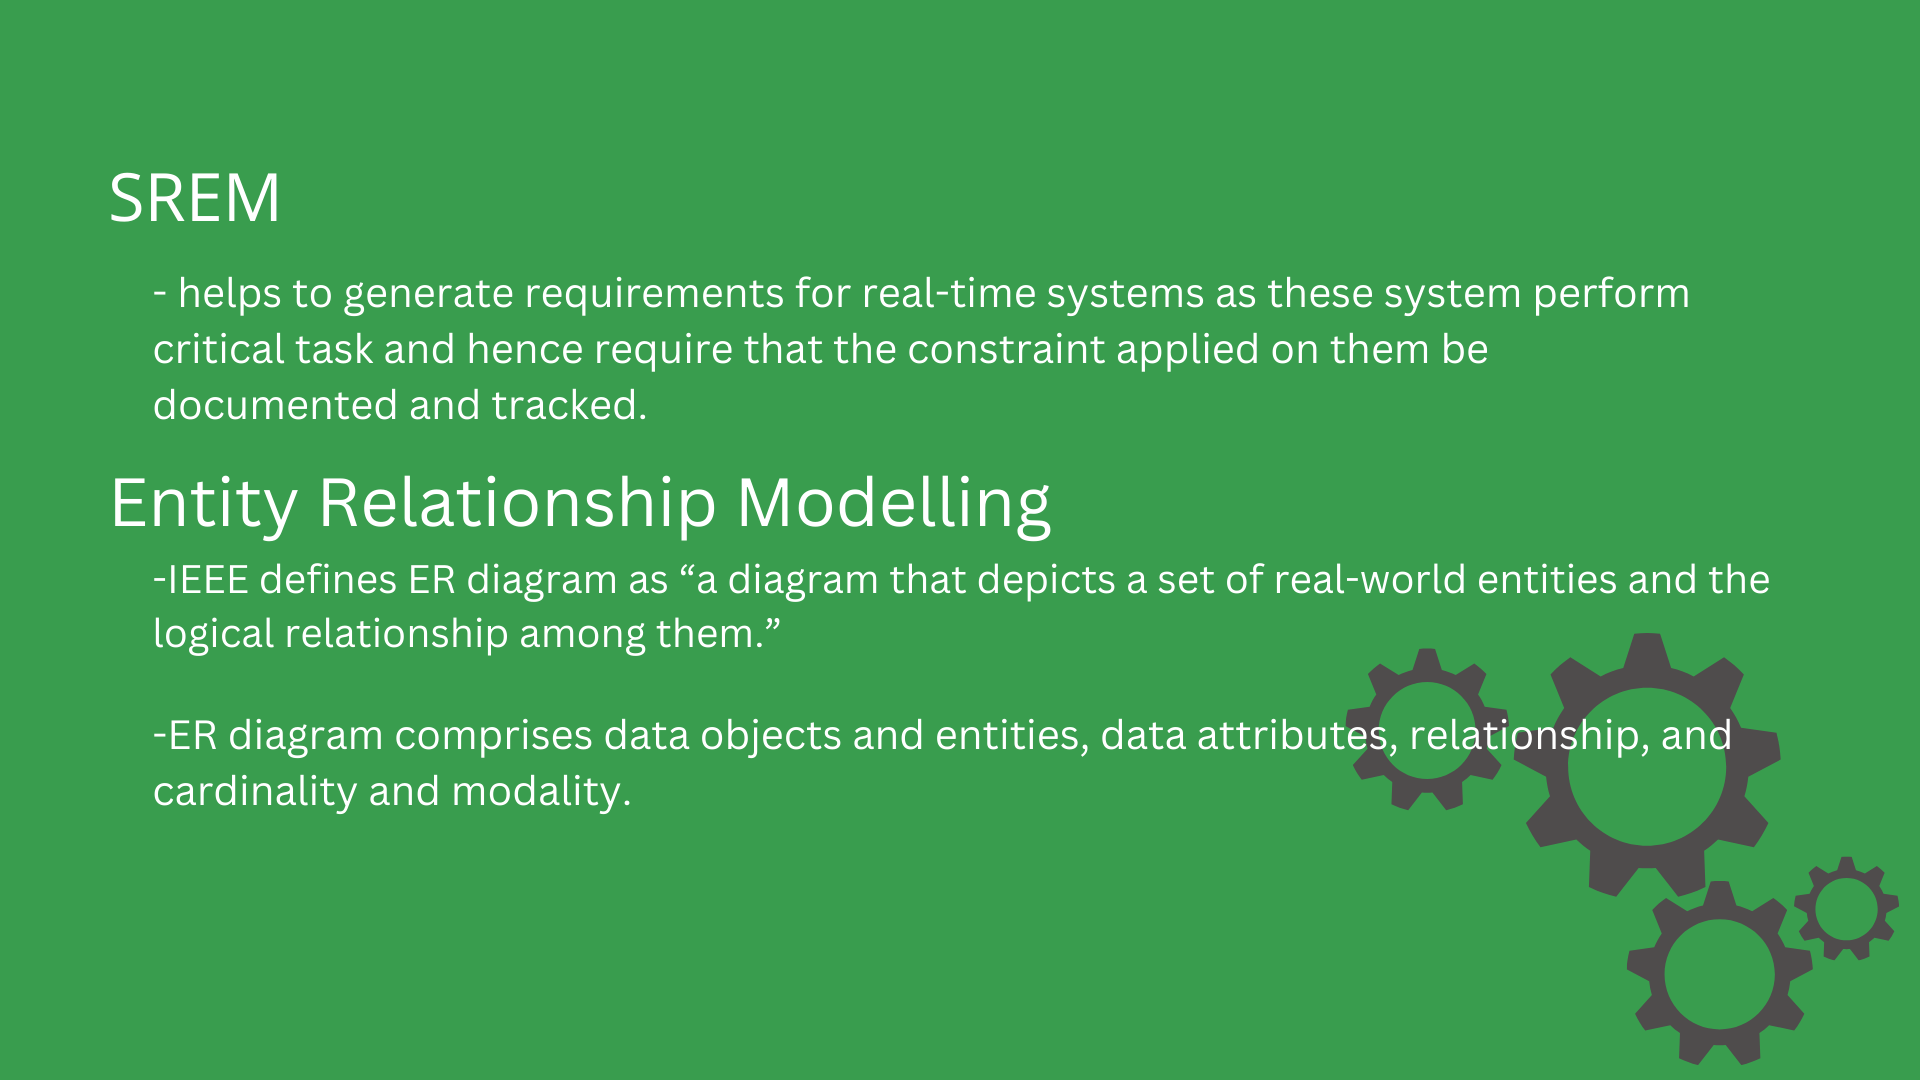 SREM
- helps to generate requirements for real-time systems as these system perform
critical task and hence require that the constraint applied on them be
documented and tracked.
Entity Relationship Modelling
-IEEE defines ER diagram as “a diagram that depicts a set of real-world entities and the
logical relationship among them.”
-ER diagram comprises data objects and entities, data attributes, relationship, and
cardinality and modality.